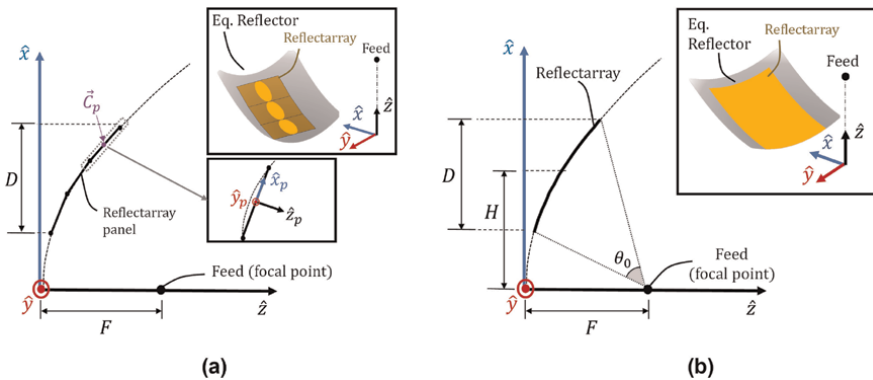 x̂
C⃗ₚ
D
Reflectarray
panel
ŷ
Feed (focal point)
F
ẑ
Eq. Reflector
Reflectarray
Feed
ẑ
x̂
ŷ
x̂ₚ
ŷₚ
ẑₚ
(a)
x̂
Reflectarray
D
H
θ₀
Feed
(focal point)
ŷ
F
ẑ
Eq.
Reflector
Reflectarray
Feed
ẑ
x̂
ŷ
(b)